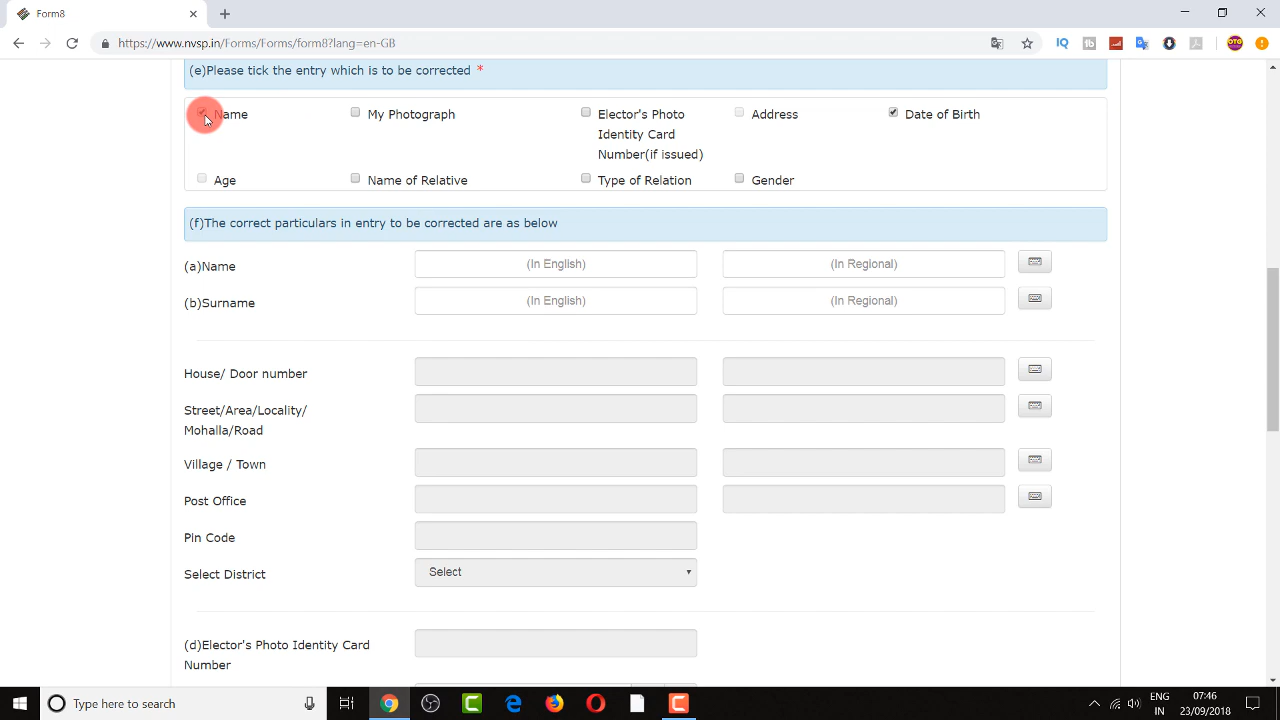 Form8
https://www.nvsp.in/Forms/Forms/form8?lang=en-GB
(e)Please tick the entry which is to be corrected *
Name
My Photograph
Elector's Photo
Identity Card
Number(if issued)
Address
Date of Birth
Age
Name of Relative
Type of Relation
Gender
(f)The correct particulars in entry to be corrected are as below
(a)Name
(In English)
(In Regional)
(b)Surname
(In English)
(In Regional)
House/ Door number
Street/Area/Locality/
Mohalla/Road
Village / Town
Post Office
Pin Code
Select District
Select
(d)Elector's Photo Identity Card
Number
Type here to search
ENG
IN
07:46
23/09/2018